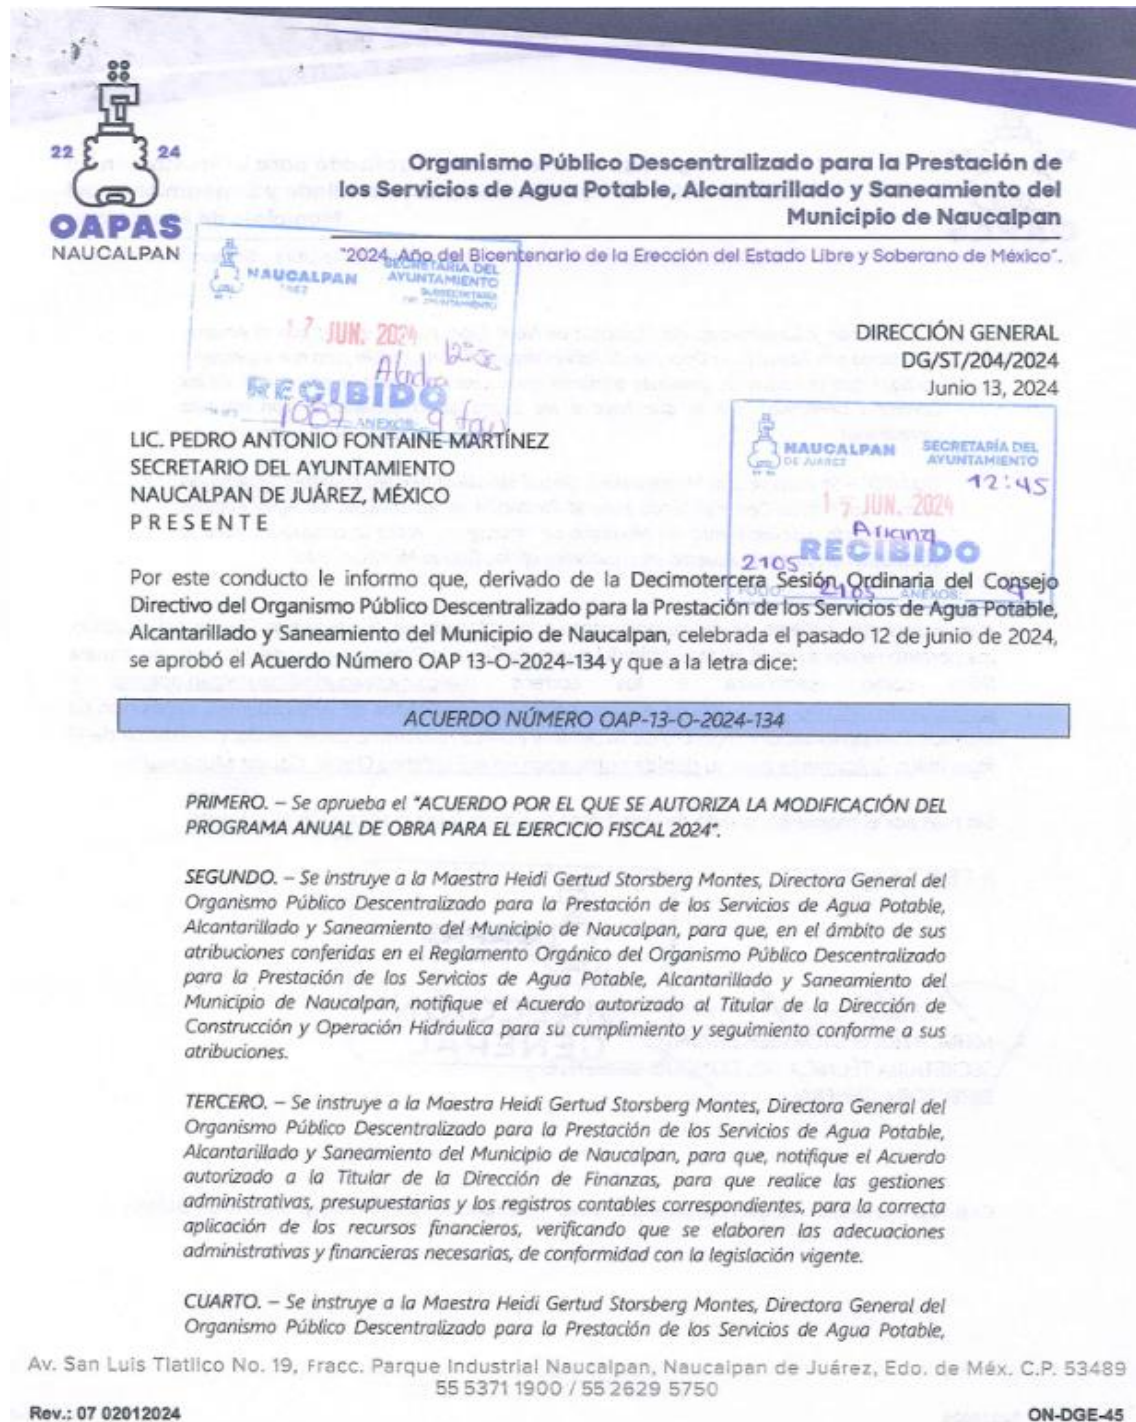 22 24
OAPAS
NAUCALPAN
Organismo Público Descentralizado para la Prestación de
los Servicios de Agua Potable, Alcantarillado y Saneamiento del
Municipio de Naucalpan
"2024, Año del Bicentenario de la Erección del Estado Libre y Soberano de México".
NAUCALPAN
SECRETARÍA DEL
AYUNTAMIENTO
17 JUN. 2024
RECIBIDO
1087 ANEXOS:
DIRECCIÓN GENERAL
DG/ST/204/2024
Junio 13, 2024
NAUCALPAN
DE JUÁREZ
SECRETARÍA DEL
AYUNTAMIENTO
12:45
JUN. 2024
Arianza
RECIBIDO
2105
FOLIO: 2105 ANEXOS: 9
LIC. PEDRO ANTONIO FONTAINE MARTÍNEZ
SECRETARIO DEL AYUNTAMIENTO
NAUCALPAN DE JUÁREZ, MÉXICO
P R E S E N T E
Por este conducto le informo que, derivado de la Decimotercera Sesión Ordinaria del Consejo
Directivo del Organismo Público Descentralizado para la Prestación de los Servicios de Agua Potable,
Alcantarillado y Saneamiento del Municipio de Naucalpan, celebrada el pasado 12 de junio de 2024,
se aprobó el Acuerdo Número OAP 13-O-2024-134 y que a la letra dice:
ACUERDO NÚMERO OAP-13-O-2024-134
PRIMERO. – Se aprueba el "ACUERDO POR EL QUE SE AUTORIZA LA MODIFICACIÓN DEL
PROGRAMA ANUAL DE OBRA PARA EL EJERCICIO FISCAL 2024".
SEGUNDO. – Se instruye a la Maestra Heidi Gertud Storsberg Montes, Directora General del
Organismo Público Descentralizado para la Prestación de los Servicios de Agua Potable,
Alcantarillado y Saneamiento del Municipio de Naucalpan, para que, en el ámbito de sus
atribuciones conferidas en el Reglamento Orgánico del Organismo Público Descentralizado
para la Prestación de los Servicios de Agua Potable, Alcantarillado y Saneamiento del
Municipio de Naucalpan, notifique el Acuerdo autorizado al Titular de la Dirección de
Construcción y Operación Hidráulica para su cumplimiento y seguimiento conforme a sus
atribuciones.
TERCERO. – Se instruye a la Maestra Heidi Gertud Storsberg Montes, Directora General del
Organismo Público Descentralizado para la Prestación de los Servicios de Agua Potable,
Alcantarillado y Saneamiento del Municipio de Naucalpan, para que, notifique el Acuerdo
autorizado a la Titular de la Dirección de Finanzas, para que realice las gestiones
administrativas, presupuestarias y los registros contables correspondientes, para la correcta
aplicación de los recursos financieros, verificando que se elaboren las adecuaciones
administrativas y financieras necesarias, de conformidad con la legislación vigente.
CUARTO. – Se instruye a la Maestra Heidi Gertud Storsberg Montes, Directora General del
Organismo Público Descentralizado para la Prestación de los Servicios de Agua Potable,
Av. San Luis Tlatilco No. 19, Fracc. Parque Industrial Naucalpan, Naucalpan de Juárez, Edo. de Méx. C.P. 53489
55 5371 1900 / 55 2629 5750
Rev.: 07 02012024
ON-DGE-45